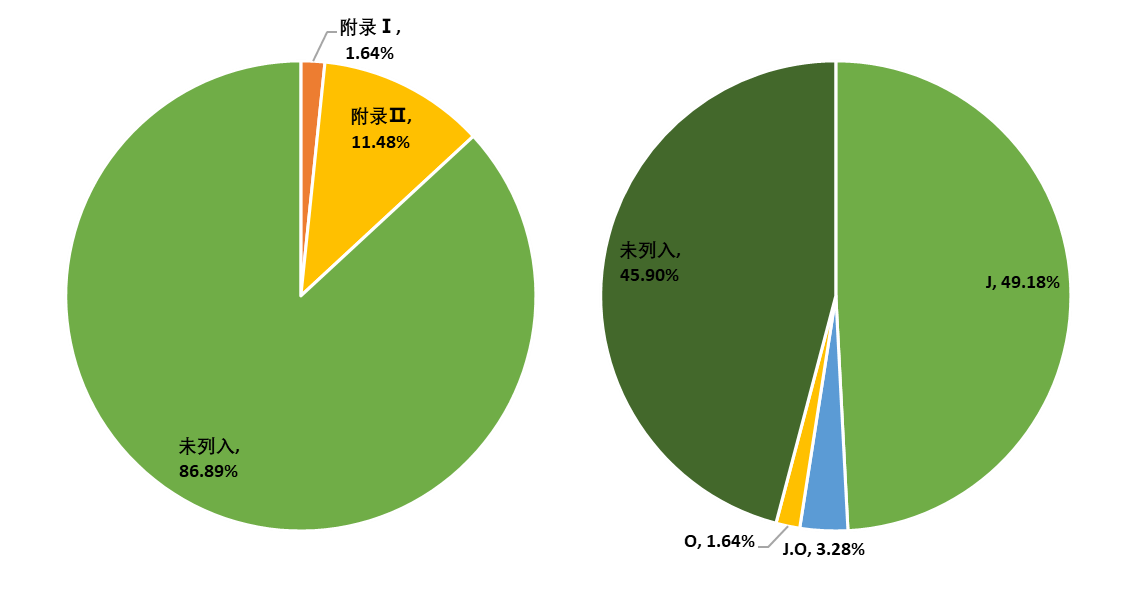 附录Ⅰ,
1.64%
附录Ⅱ,
11.48%
未列入,
86.89%
未列入,
45.90%
J, 49.18%
O, 1.64%
J.O, 3.28%